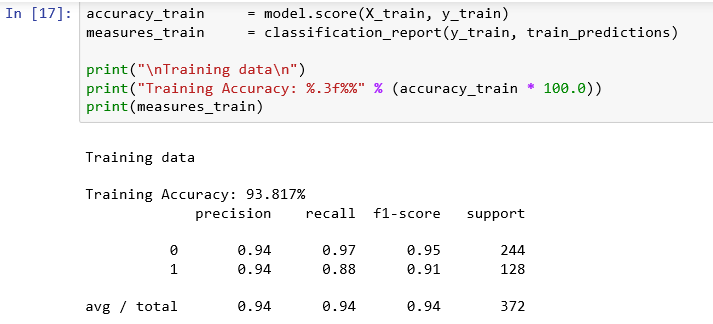 In [17]: accuracy_train     = model.score(X_train, y_train)
measures_train     = classification_report(y_train, train_predictions)
print("\nTraining data\n")
print("Training Accuracy: %.3f%%" % (accuracy_train * 100.0))
print(measures_train)
Training data
Training Accuracy: 93.817%
precision    recall  f1-score   support
0       0.94      0.97      0.95       244
1       0.94      0.88      0.91       128
avg / total       0.94      0.94      0.94       372